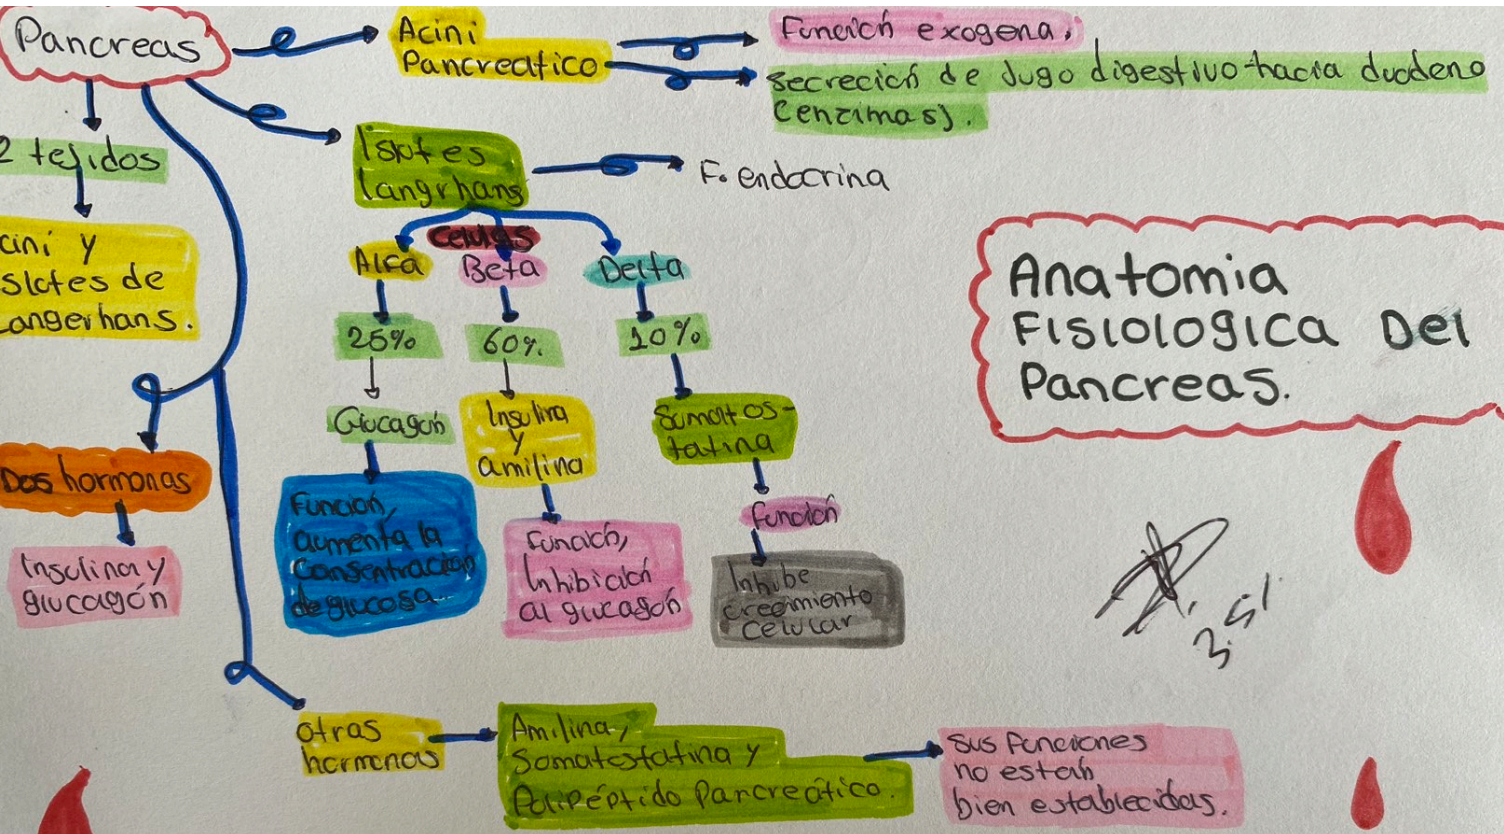 Pancreas
Acini
Pancreatico
Función exogena.
secreción de Jugo digestivo hacia duodeno
(enzimas).
2 tejidos
cini y
slotes de
angerhans.
Islotes
Langrhans
F. endocrina
Celulas
Alfa
Beta
Delta
25%
60%
10%
Glucagón
Insulina
y
amilina
Somatos-
tatina
Función,
aumenta la
Consentración
de glucosa
Función,
Inhibición
al glucagón
Función
Inhibe
crecimiento
celular
Dos hormonas
Insulina y
glucagón
otras
hormonas
Amilina,
Somatostatina y
Polipéptido Pancreático.
sus funciones
no están
bien establecidas.
Anatomia
Fisiologica Del
Pancreas.